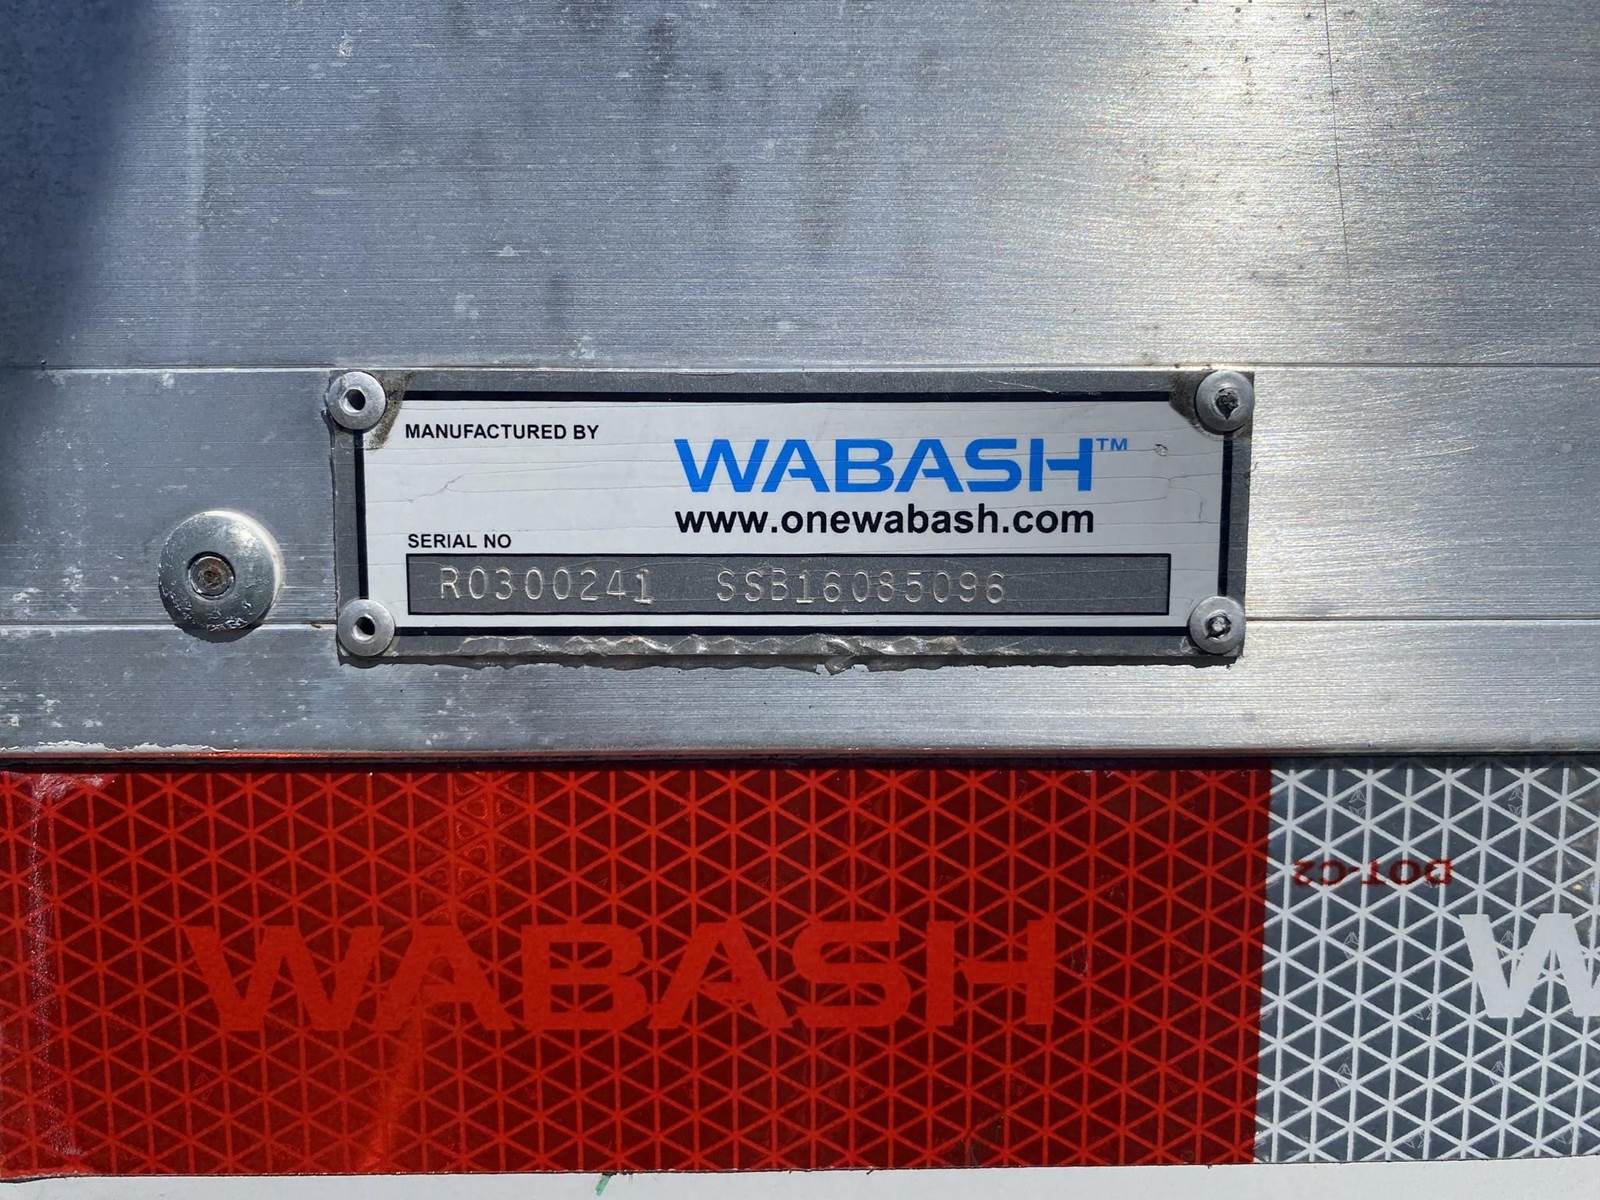 MANUFACTURED BY
WABASH™
www.onewabash.com
SERIAL NO
R0300241 SSB16085096
DOT-C2
WABASH
W